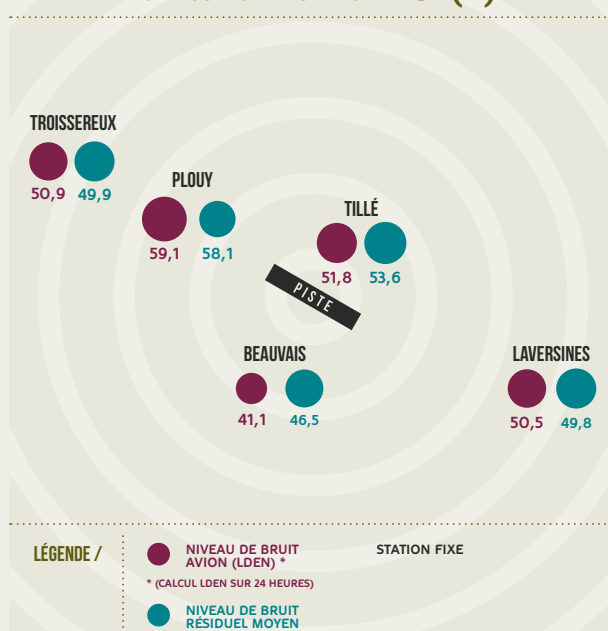 TROISSEREUX
50,9 49,9
PLOUY
59,1 58,1
TILLÉ
51,8 53,6
PISTE
BEAUVAIS
41,1 46,5
LAVERSINES
50,5 49,8
LÉGENDE /
NIVEAU DE BRUIT
AVION (LDEN) *
* (CALCUL LDEN SUR 24 HEURES)
NIVEAU DE BRUIT
RÉSIDUEL MOYEN
STATION FIXE